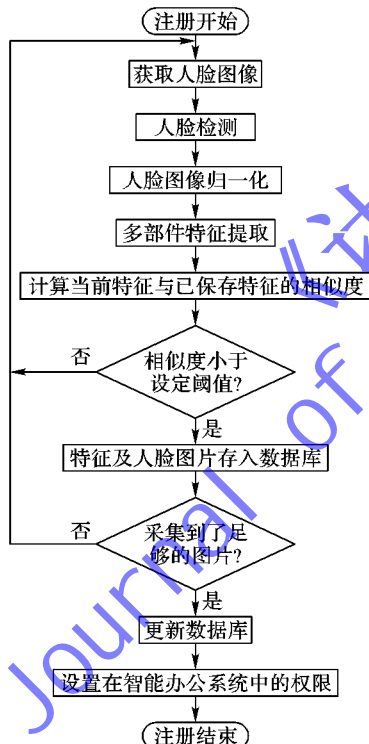 注册开始
获取人脸图像
人脸检测
人脸图像归一化
多部件特征提取
计算当前特征与已保存特征的相似度
否
相似度小于
设定阈值?
是
特征及人脸图片存入数据库
否
采集到了足
够的图片?
是
更新数据库
设置在智能办公系统中的权限
注册结束
《计
Journal of